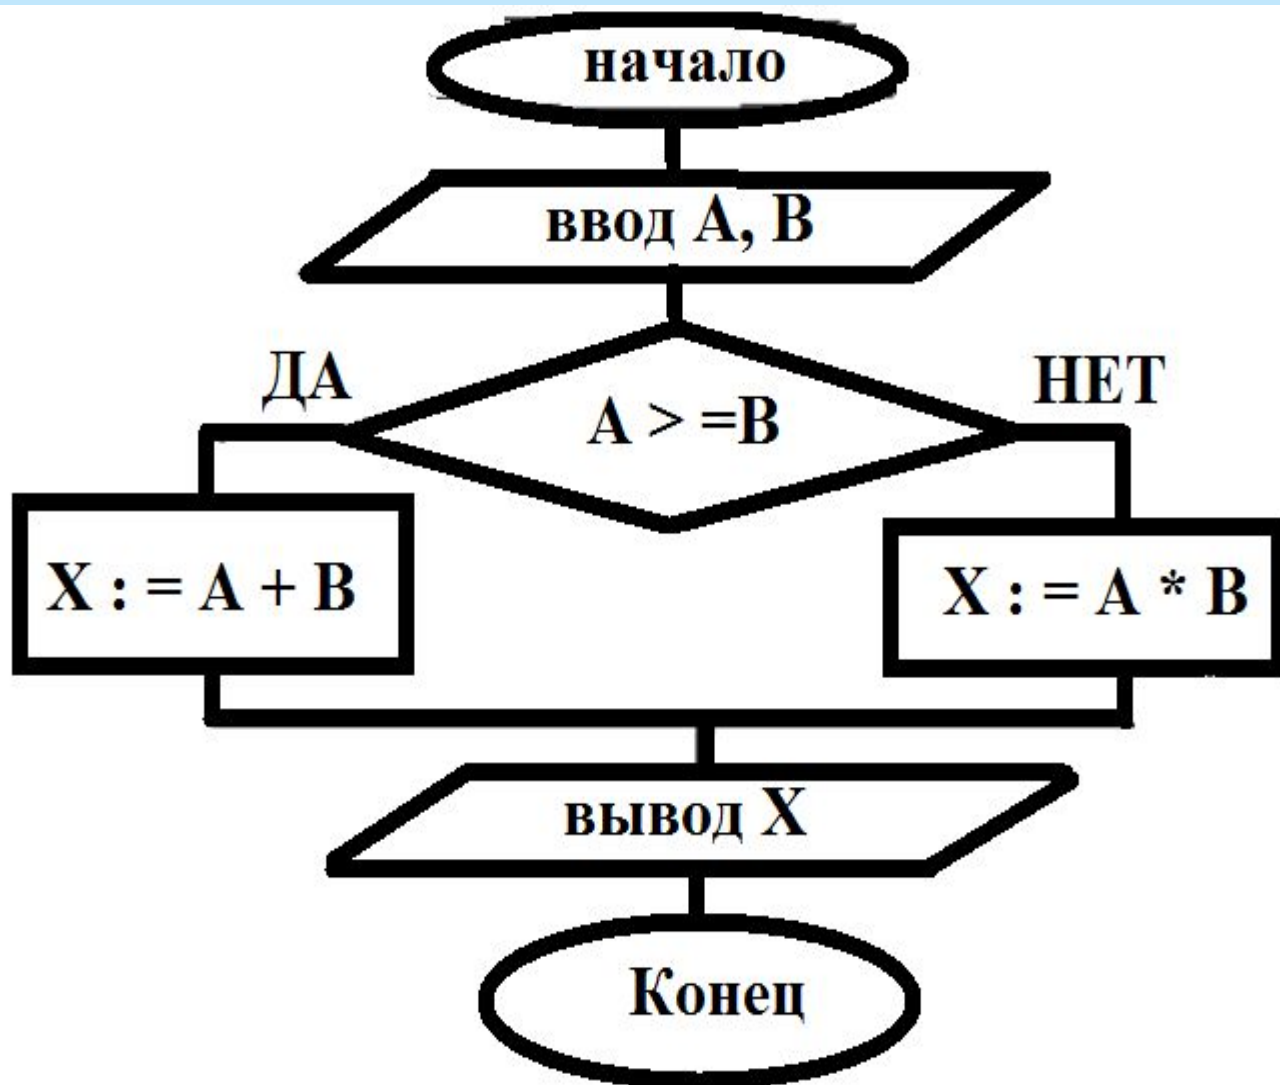 начало
ввод A, B
ДА
НЕТ
A > =B
X : = A + B
X : = A * B
вывод X
Конец